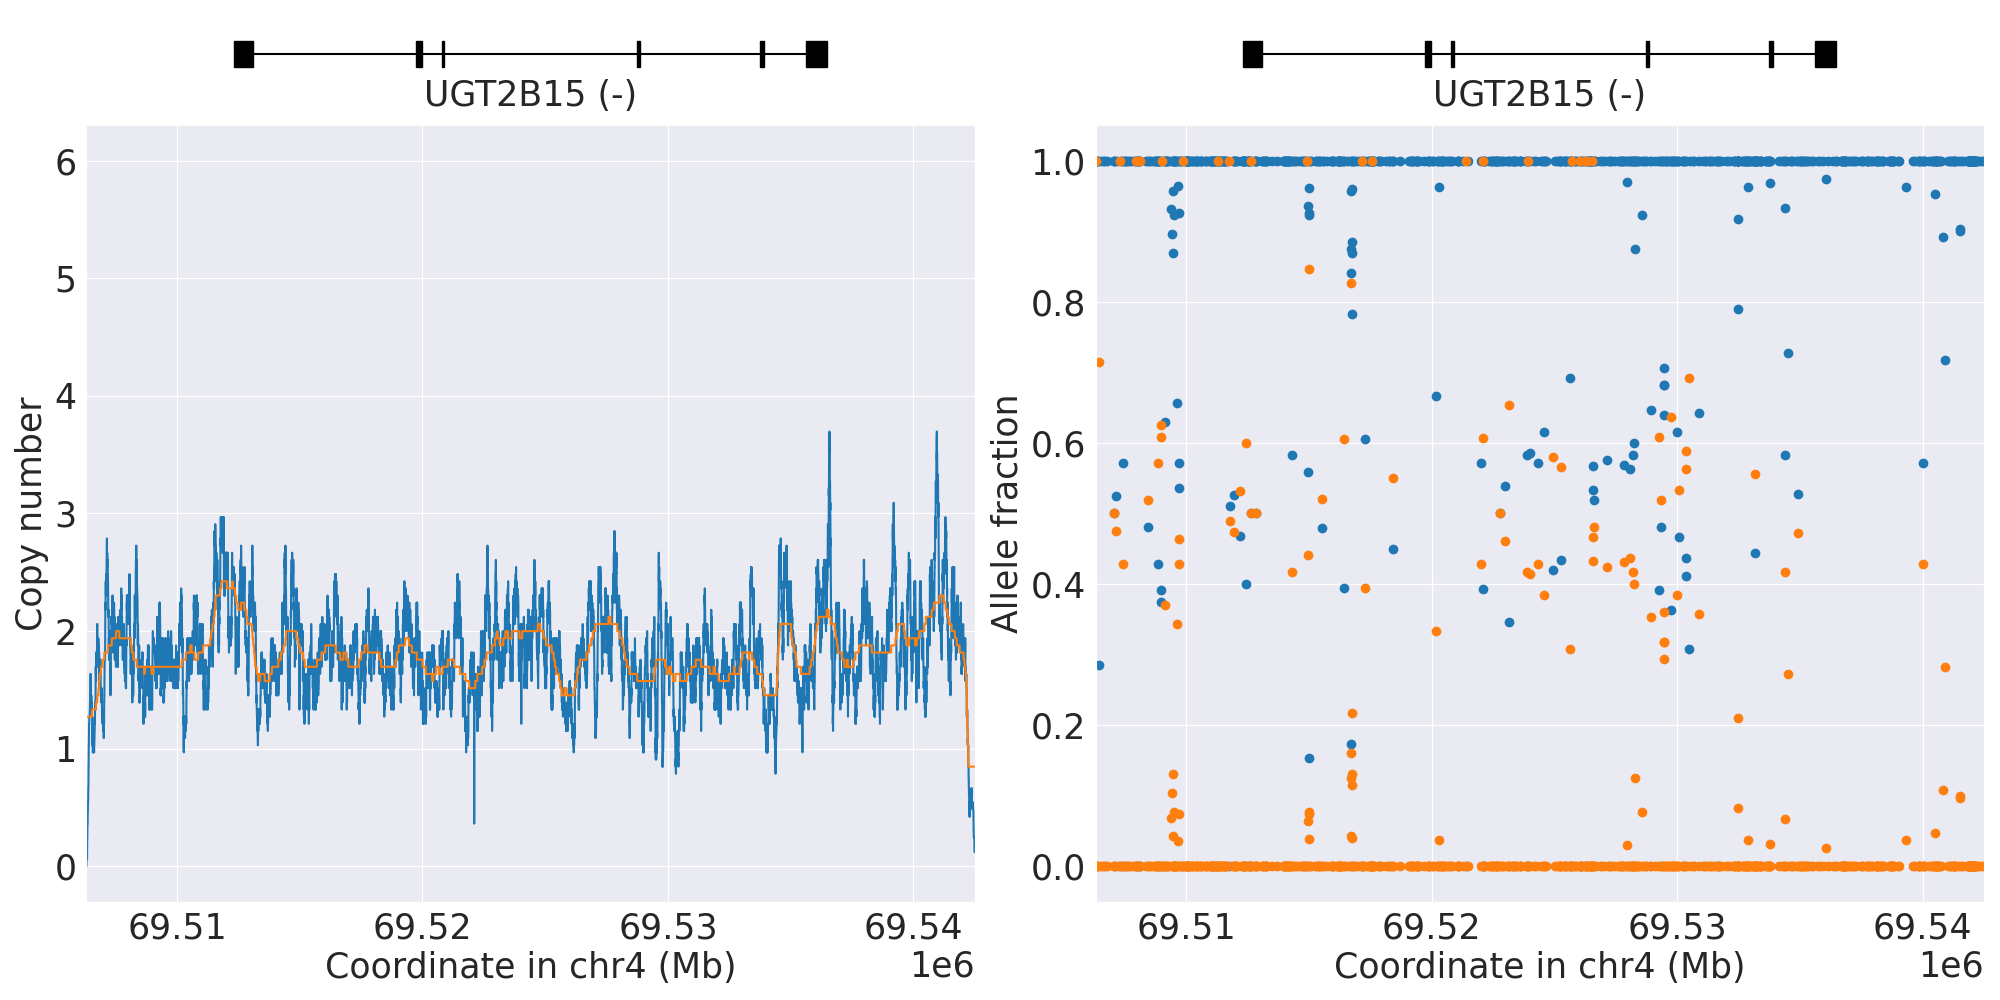 UGT2B15 (-)
6
5
4
3
2
1
0
Copy number
69.51 69.52 69.53 69.54
Coordinate in chr4 (Mb) 1e6
UGT2B15 (-)
1.0
0.8
0.6
0.4
0.2
0.0
Allele fraction
69.51 69.52 69.53 69.54
Coordinate in chr4 (Mb) 1e6